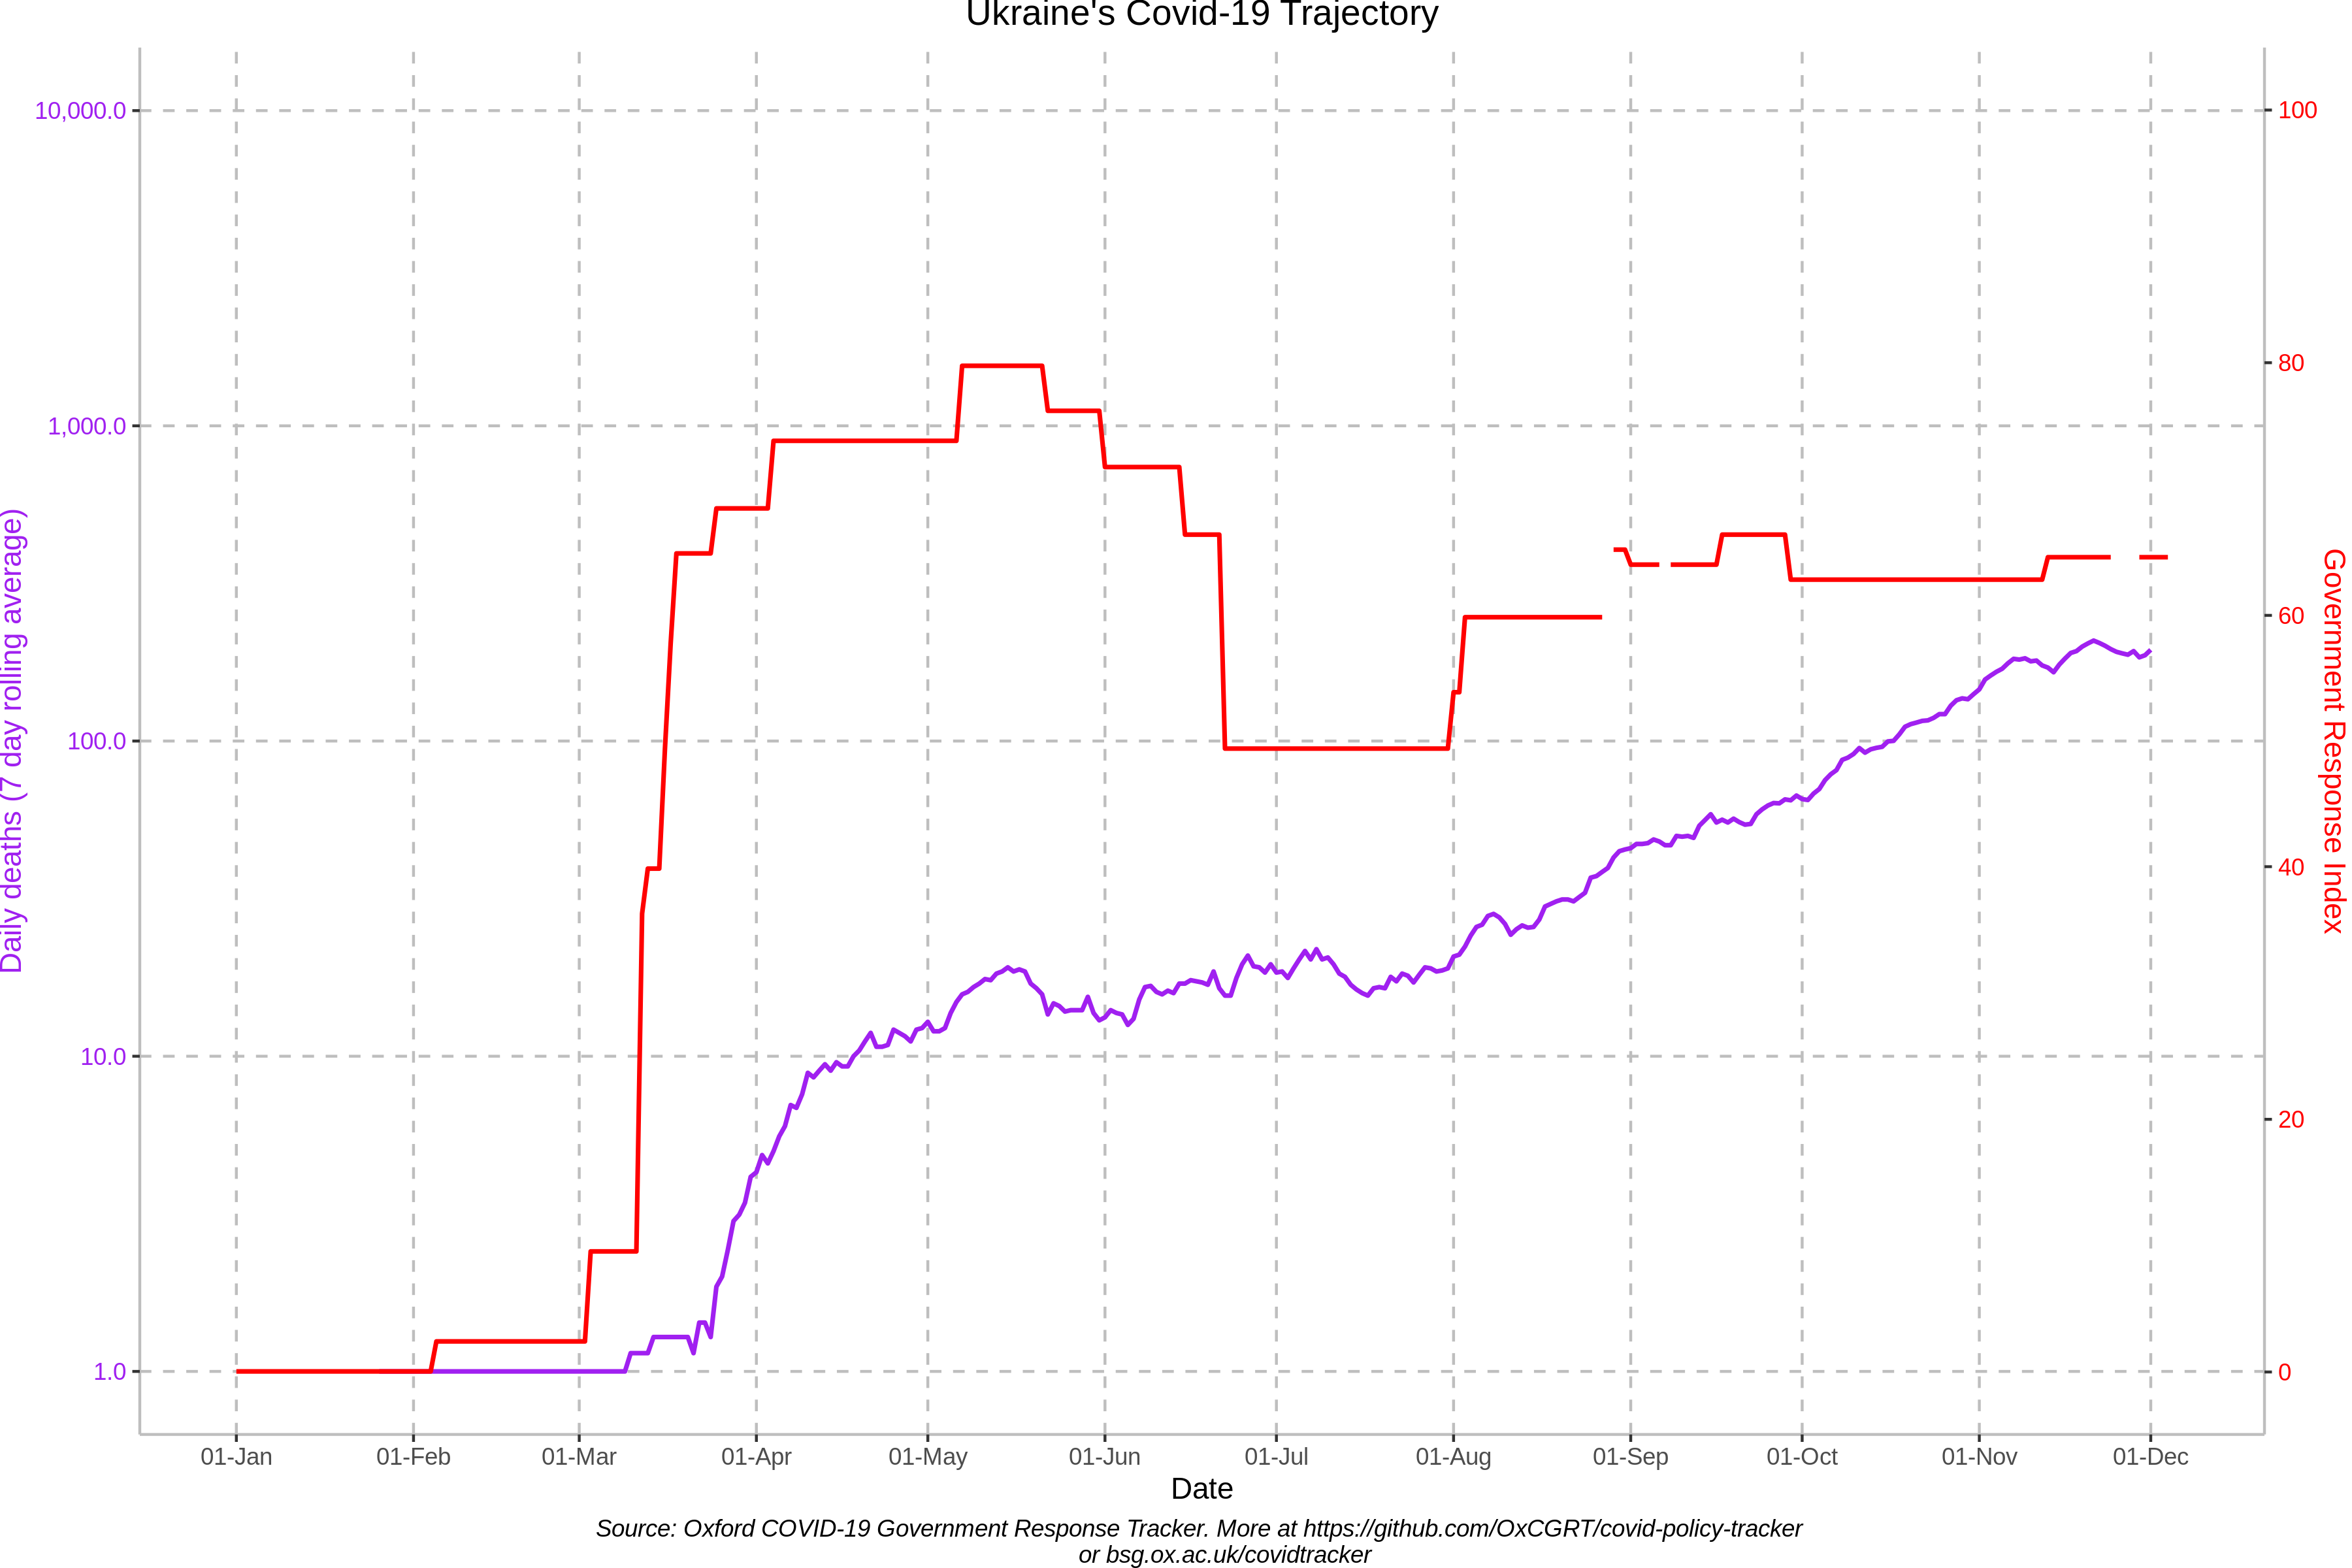 Ukraine's Covid-19 Trajectory
10,000.0
1,000.0
100.0
10.0
1.0
Daily deaths (7 day rolling average)
100
80
60
40
20
0
Government Response Index
01-Jan 01-Feb 01-Mar 01-Apr 01-May 01-Jun 01-Jul 01-Aug 01-Sep 01-Oct 01-Nov 01-Dec
Date
Source: Oxford COVID-19 Government Response Tracker. More at https://github.com/OxCGRT/covid-policy-tracker
or bsg.ox.ac.uk/covidtracker